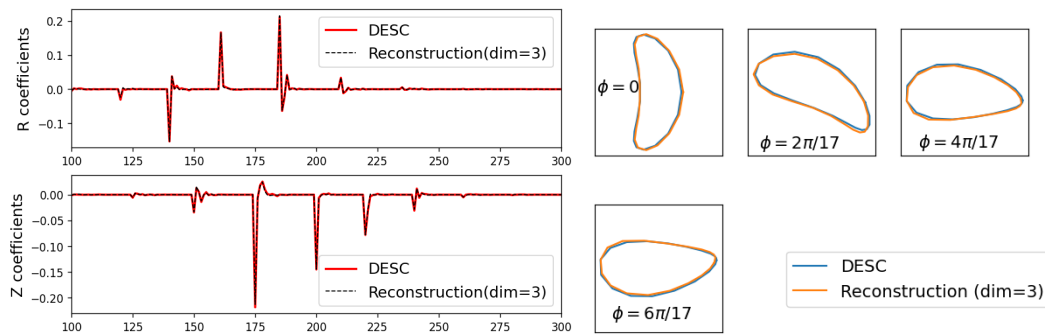 R coefficients
0.2
0.1
0.0
−0.1
DESC
Reconstruction(dim=3)
100 125 150 175 200 225 250 275 300
Z coefficients
0.00
−0.05
−0.10
−0.15
−0.20
DESC
Reconstruction(dim=3)
100 125 150 175 200 225 250 275 300
ϕ = 0
ϕ = 2π/17
ϕ = 4π/17
ϕ = 6π/17
DESC
Reconstruction (dim=3)